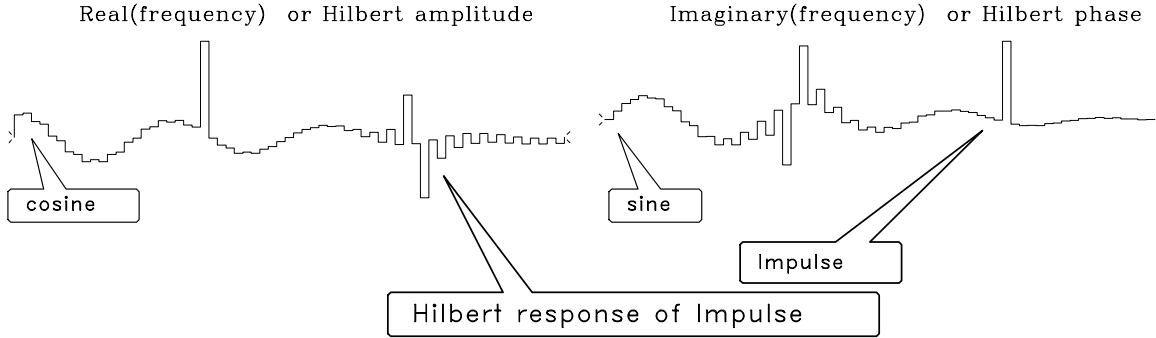 Real(frequency) or Hilbert amplitude
Imaginary(frequency) or Hilbert phase
cosine
sine
Impulse
Hilbert response of Impulse